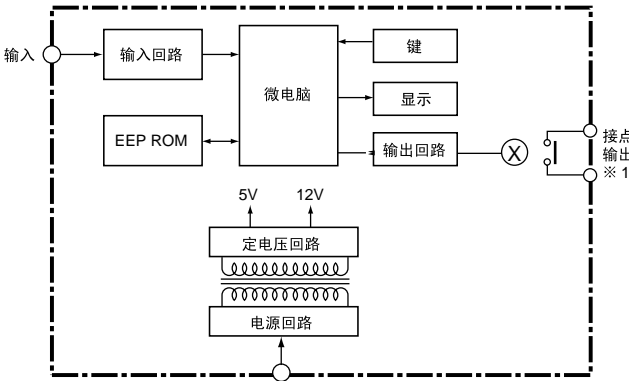 输入
输入回路
键
微电脑
显示
EEP ROM
输出回路
X
接点
输出
※1
5V
12V
定电压回路
电源回路